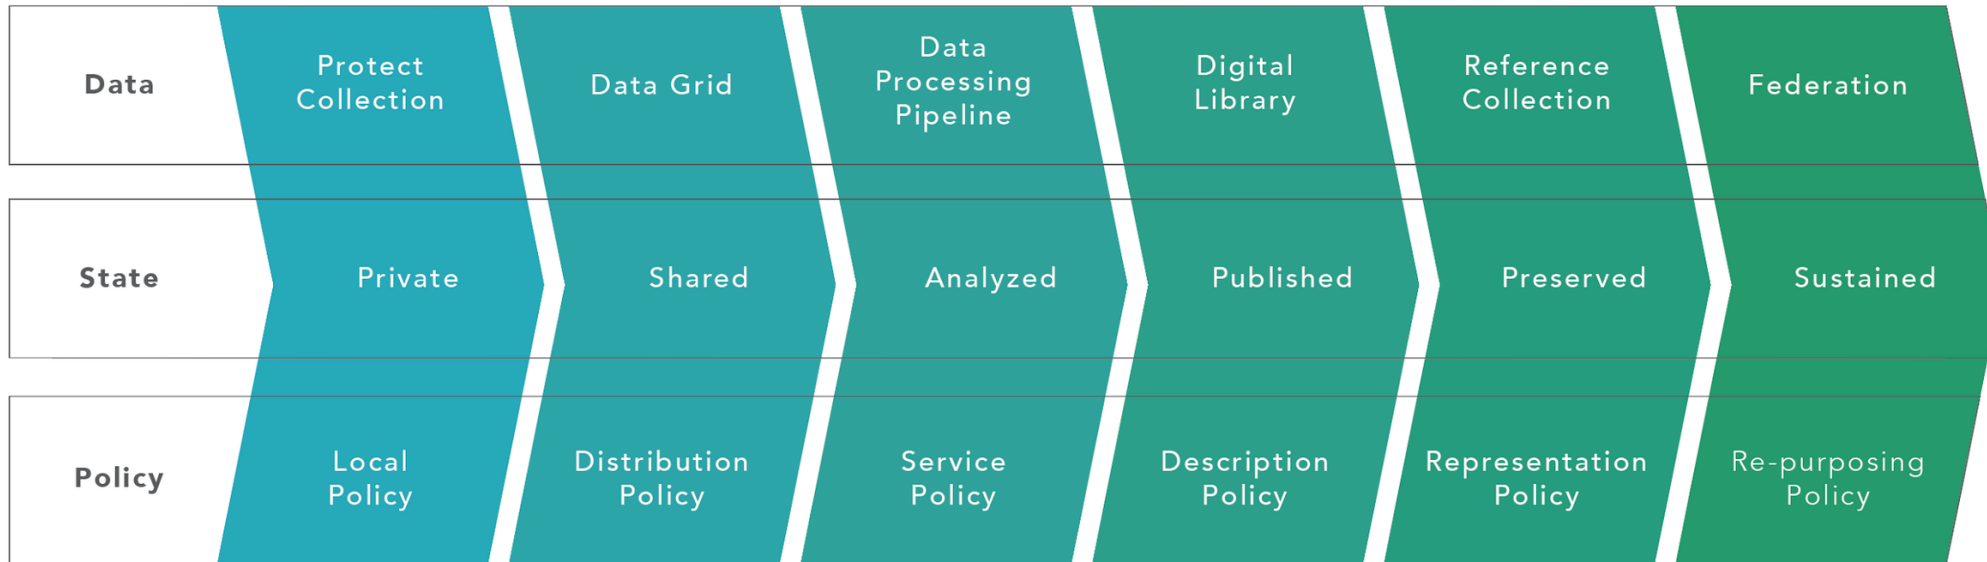 Data
Protect
Collection
Data Grid
Data
Processing
Pipeline
Digital
Library
Reference
Collection
Federation
State
Private
Shared
Analyzed
Published
Preserved
Sustained
Policy
Local
Policy
Distribution
Policy
Service
Policy
Description
Policy
Representation
Policy
Re-purposing
Policy